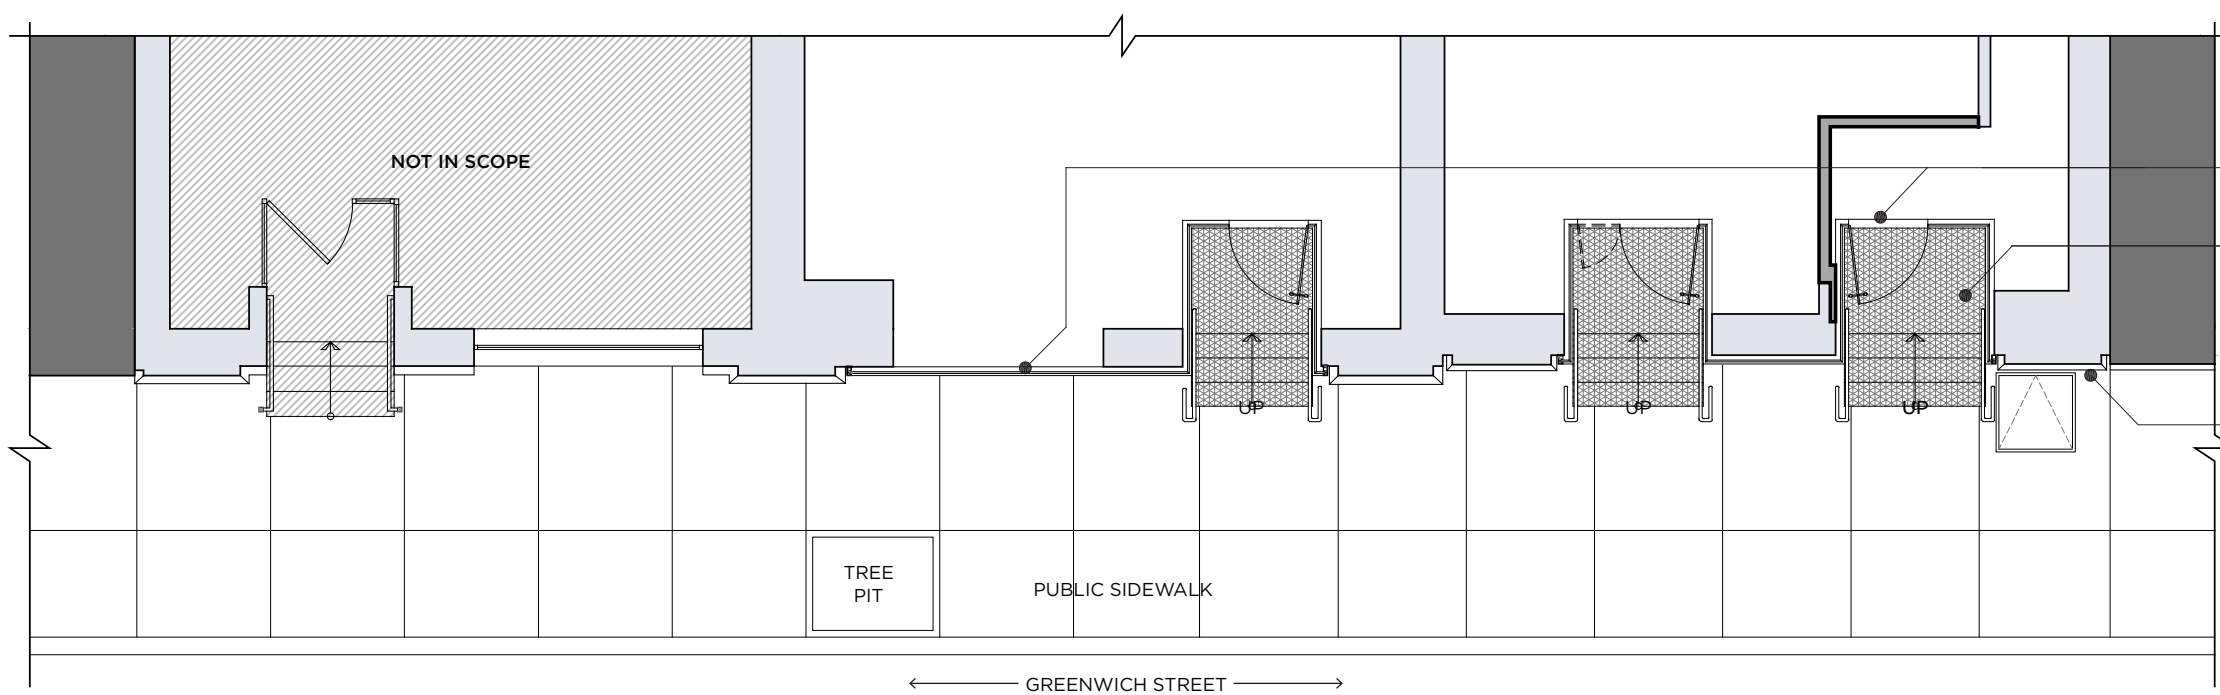 NOT IN SCOPE
UP
UP
UP
TREE
PIT
PUBLIC SIDEWALK
GREENWICH STREET